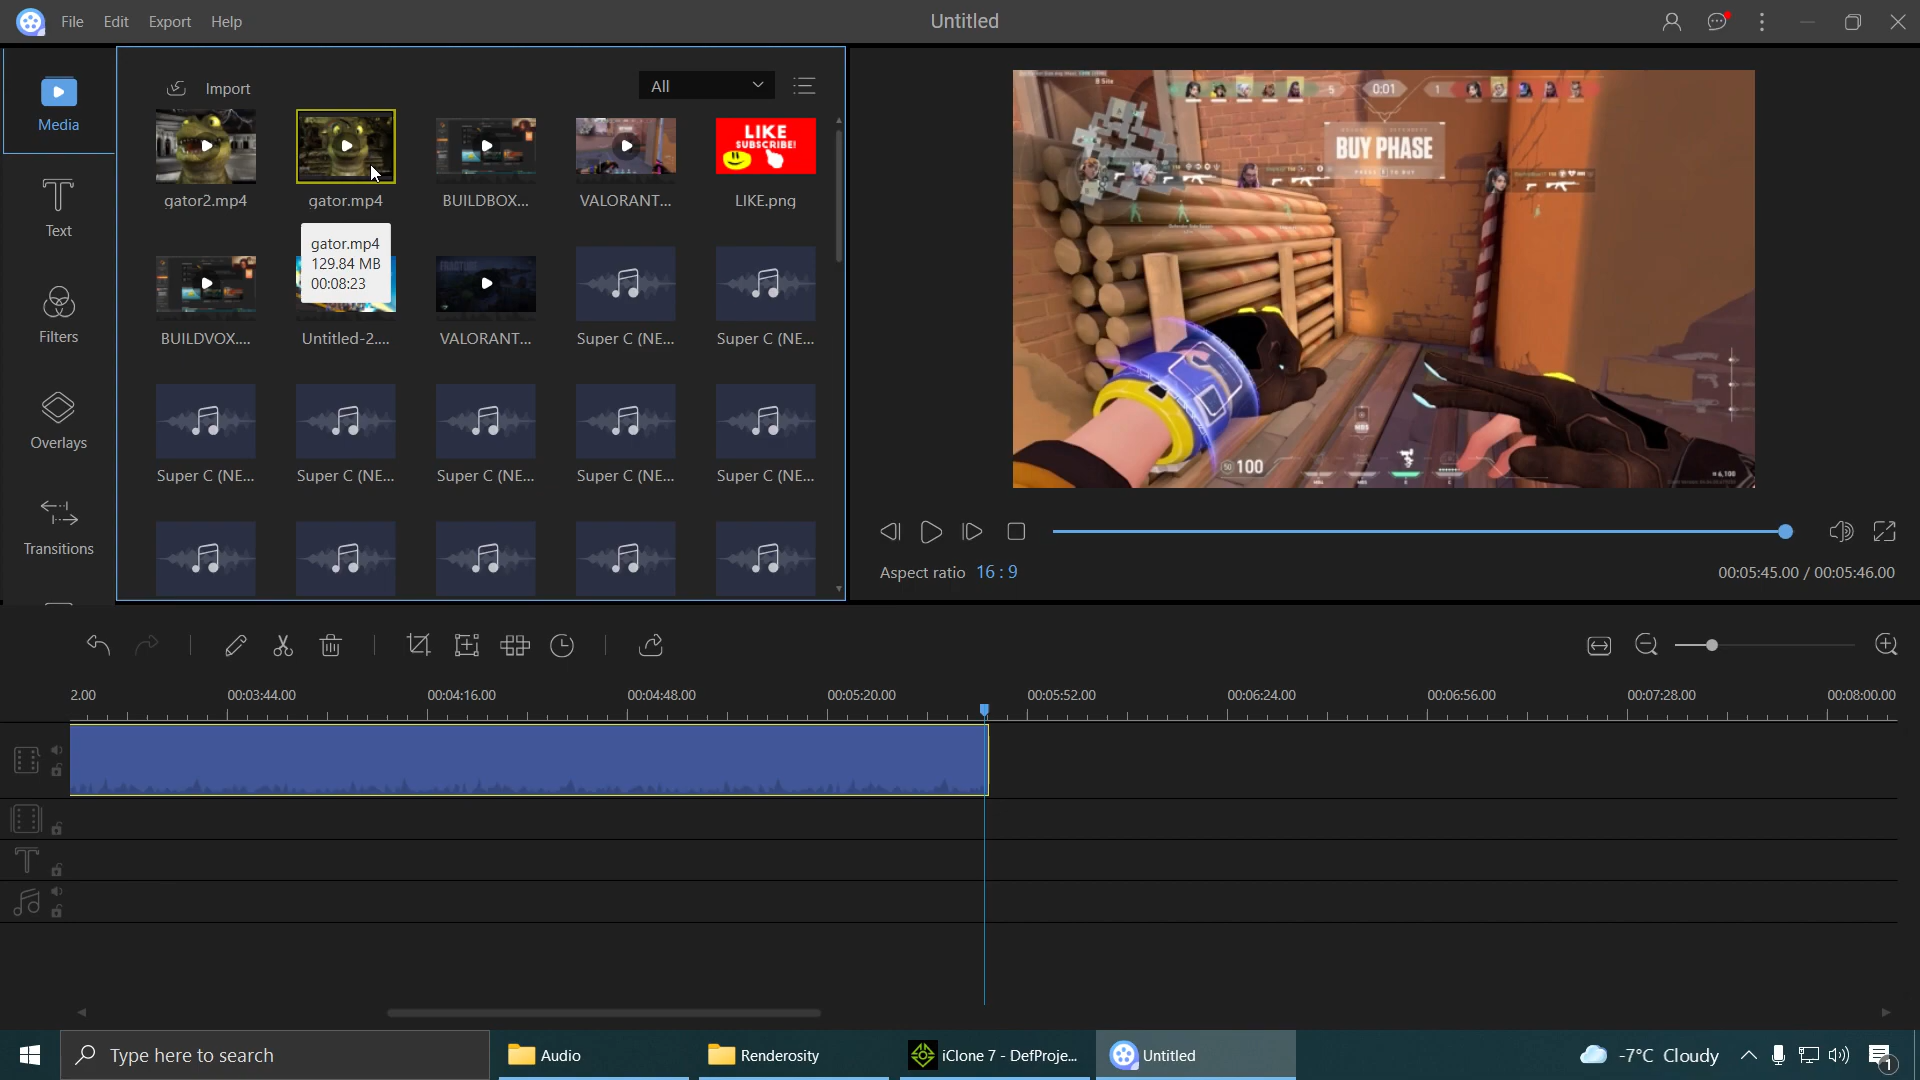 File Edit Export Help
Untitled
Import
All
Media
Text
Filters
Overlays
Transitions
gator2.mp4
gator.mp4
BUILDBOX...
VALORANT...
LIKE
SUBSCRIBE!
LIKE.png
gator.mp4
129.84 MB
00:08:23
BUILDVOX....
Untitled-2....
VALORANT...
Super C (NE...
Super C (NE...
Super C (NE...
Super C (NE...
Super C (NE...
Super C (NE...
Super C (NE...
B Site
5 0:01 1
BUY PHASE
100
Aspect ratio 16 : 9
00:05:45.00 / 00:05:46.00
2.00 00:03:44.00 00:04:16.00 00:04:48.00 00:05:20.00 00:05:52.00 00:06:24.00 00:06:56.00 00:07:28.00 00:08:00.00
Type here to search
Audio
Renderosity
iClone 7 - DefProje...
Untitled
-7°C Cloudy
1